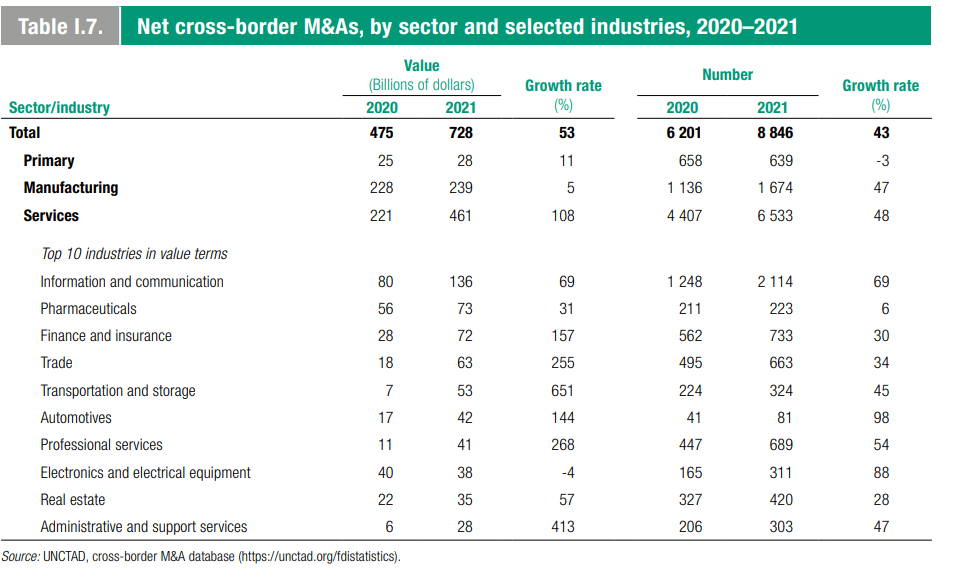 Table I.7. Net cross-border M&As, by sector and selected industries, 2020–2021
Value Number
(Billions of dollars) Growth rate Growth rate
Sector/industry 2020 2021 (%) 2020 2021 (%)
Total 475 728 53 6 201 8 846 43
Primary 25 28 11 658 639 -3
Manufacturing 228 239 5 1 136 1 674 47
Services 221 461 108 4 407 6 533 48
Top 10 industries in value terms
Information and communication 80 136 69 1 248 2 114 69
Pharmaceuticals 56 73 31 211 223 6
Finance and insurance 28 72 157 562 733 30
Trade 18 63 255 495 663 34
Transportation and storage 7 53 651 224 324 45
Automotives 17 42 144 41 81 98
Professional services 11 41 268 447 689 54
Electronics and electrical equipment 40 38 -4 165 311 88
Real estate 22 35 57 327 420 28
Administrative and support services 6 28 413 206 303 47
Source: UNCTAD, cross-border M&A database (https://unctad.org/fdistatistics).